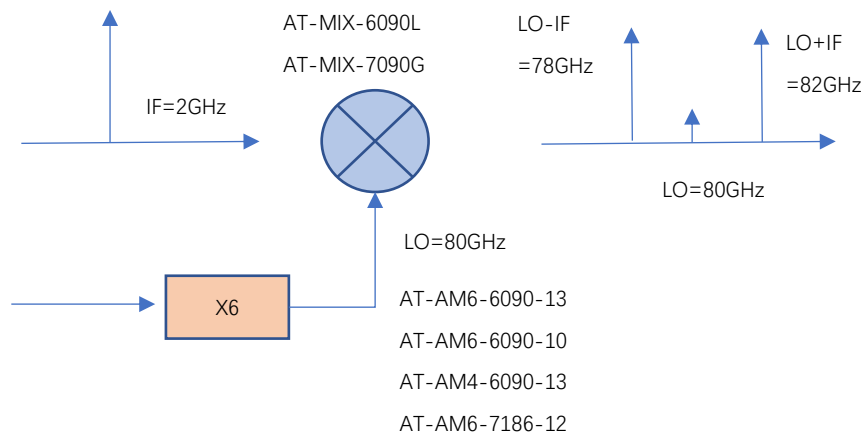 AT-MIX-6090L
AT-MIX-7090G
IF=2GHz
LO-IF
=78GHz
LO+IF
=82GHz
LO=80GHz
LO=80GHz
X6
AT-AM6-6090-13
AT-AM6-6090-10
AT-AM4-6090-13
AT-AM6-7186-12